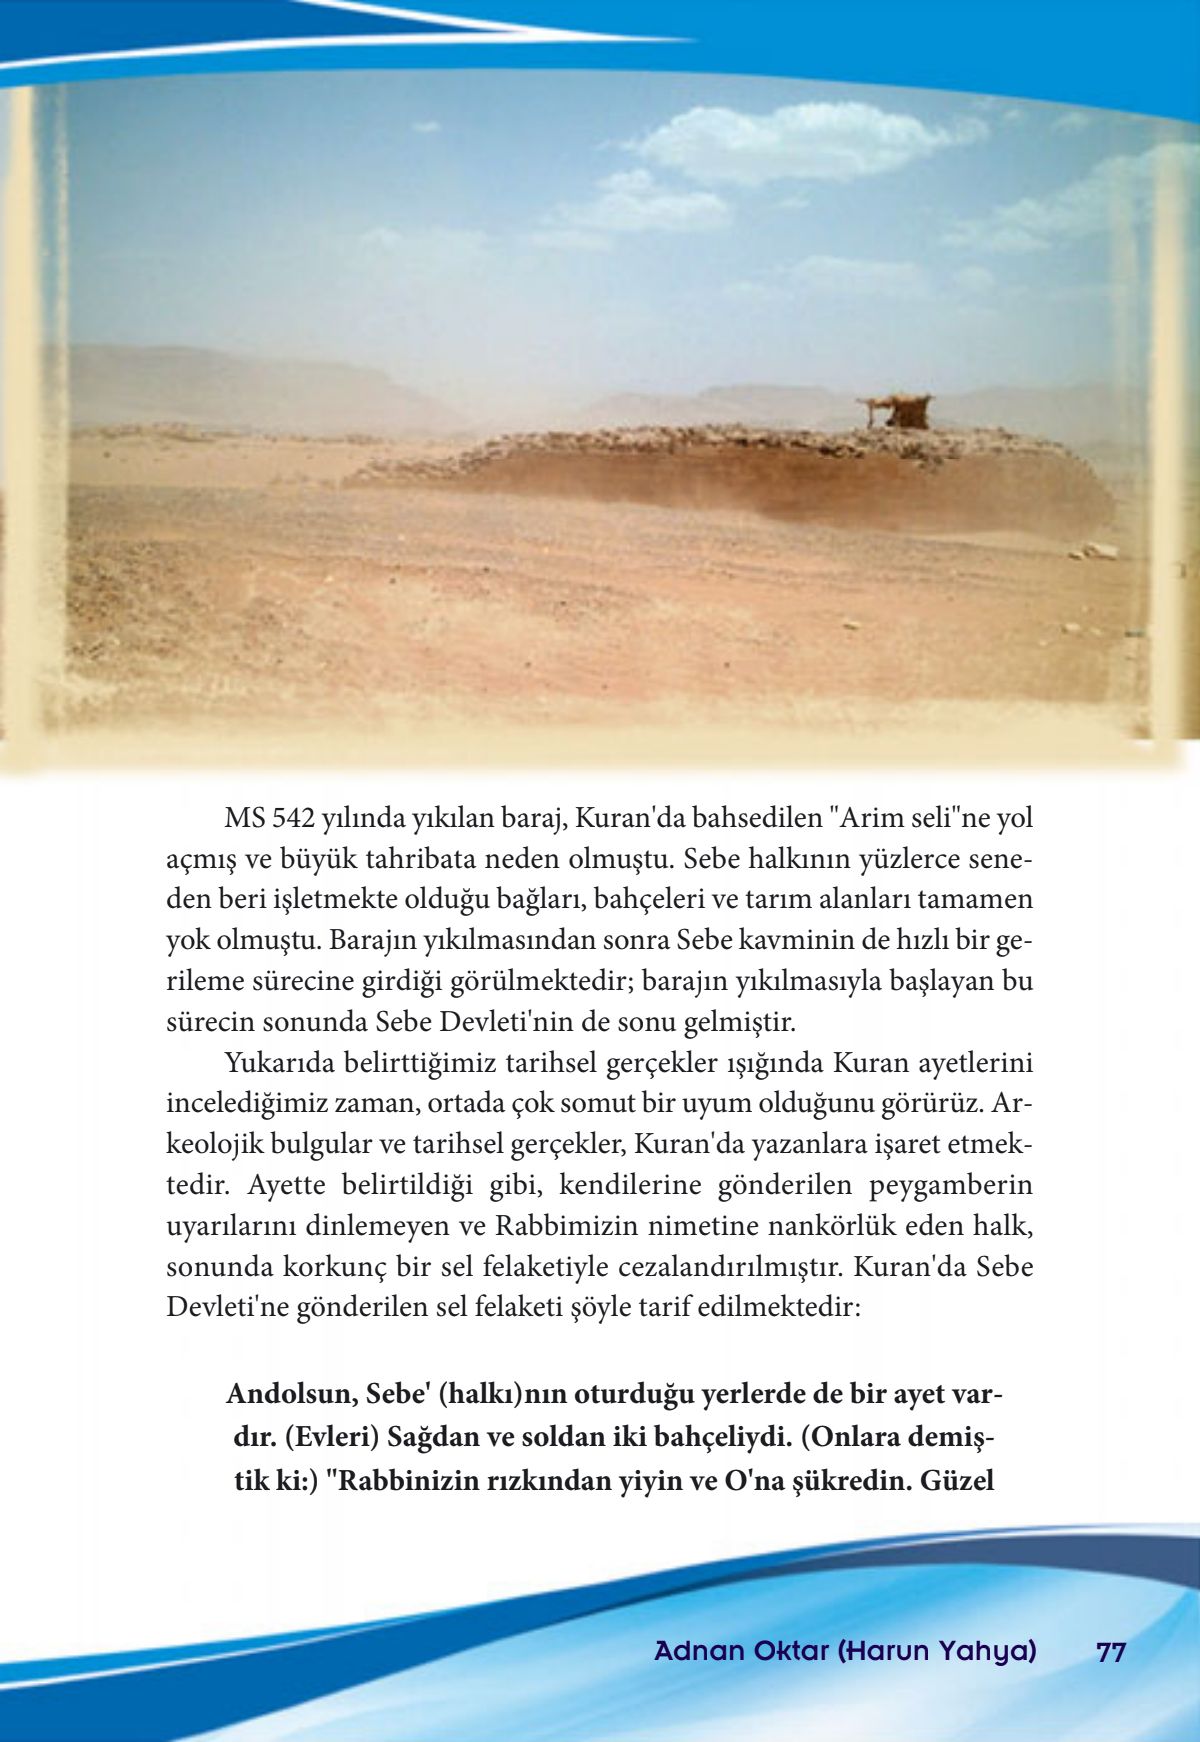 MS 542 yılında yıkılan baraj, Kuran'da bahsedilen "Arim seli"ne yol
açmış ve büyük tahribata neden olmuştu. Sebe halkının yüzlerce sene-
den beri işletmekte olduğu bağları, bahçeleri ve tarım alanları tamamen
yok olmuştu. Barajın yıkılmasından sonra Sebe kavminin de hızlı bir ge-
rileme sürecine girdiği görülmektedir; barajın yıkılmasıyla başlayan bu
sürecin sonunda Sebe Devleti'nin de sonu gelmiştir.
Yukarıda belirttiğimiz tarihsel gerçekler ışığında Kuran ayetlerini
incelediğimiz zaman, ortada çok somut bir uyum olduğunu görürüz. Ar-
keolojik bulgular ve tarihsel gerçekler, Kuran'da yazanlara işaret etmek-
tedir. Ayette belirtildiği gibi, kendilerine gönderilen peygamberin
uyarılarını dinlemeyen ve Rabbimizin nimetine nankörlük eden halk,
sonunda korkunç bir sel felaketiyle cezalandırılmıştır. Kuran'da Sebe
Devleti'ne gönderilen sel felaketi şöyle tarif edilmektedir:
Andolsun, Sebe' (halkı)nın oturduğu yerlerde de bir ayet var-
dır. (Evleri) Sağdan ve soldan iki bahçeliydi. (Onlara demiş-
tik ki:) "Rabbinizin rızkından yiyin ve O'na şükredin. Güzel
Adnan Oktar (Harun Yahya) 77